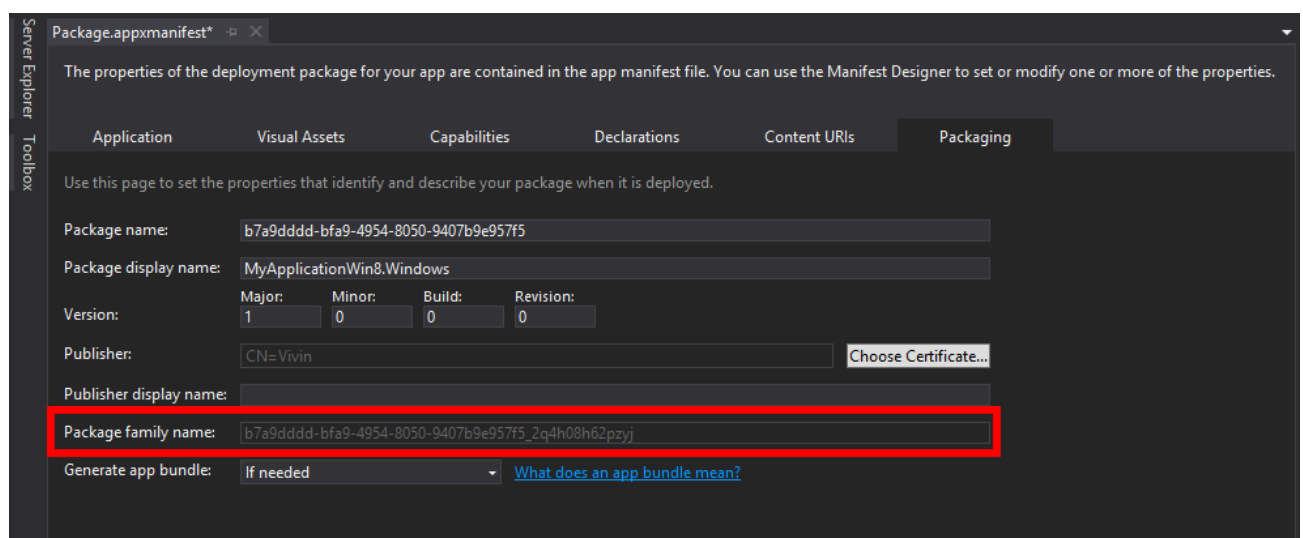 Server Explorer
Toolbox
Package.appxmanifest*
The properties of the deployment package for your app are contained in the app manifest file. You can use the Manifest Designer to set or modify one or more of the properties.
Application Visual Assets Capabilities Declarations Content URIs Packaging
Use this page to set the properties that identify and describe your package when it is deployed.
Package name: b7a9dddd-bfa9-4954-8050-9407b9e957f5
Package display name: MyApplicationWin8.Windows
Major: Minor: Build: Revision:
Version: 1 0 0 0
Publisher: CN=Vivin Choose Certificate...
Publisher display name:
Package family name: b7a9dddd-bfa9-4954-8050-9407b9e957f5_2q4h08h62pzyj
Generate app bundle: If needed What does an app bundle mean?